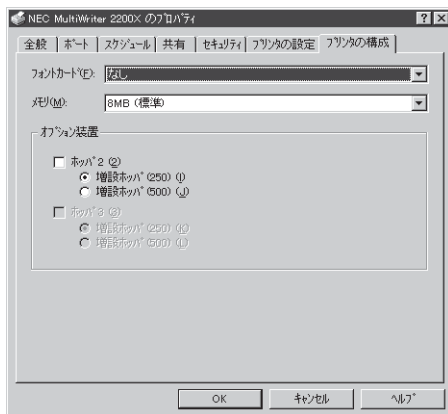 NEC MultiWriter 2200X のプロパティ
全般 ポート スケジュール 共有 セキュリティ プリンタの設定 プリンタの構成
フォントカード(F): なし
メモリ(M): 8MB (標準)
オプション装置
ホッパ2 (2)
増設ホッパ(250) (I)
増設ホッパ(500) (J)
ホッパ3 (3)
増設ホッパ(250) (K)
増設ホッパ(500) (L)
OK キャンセル ヘルプ